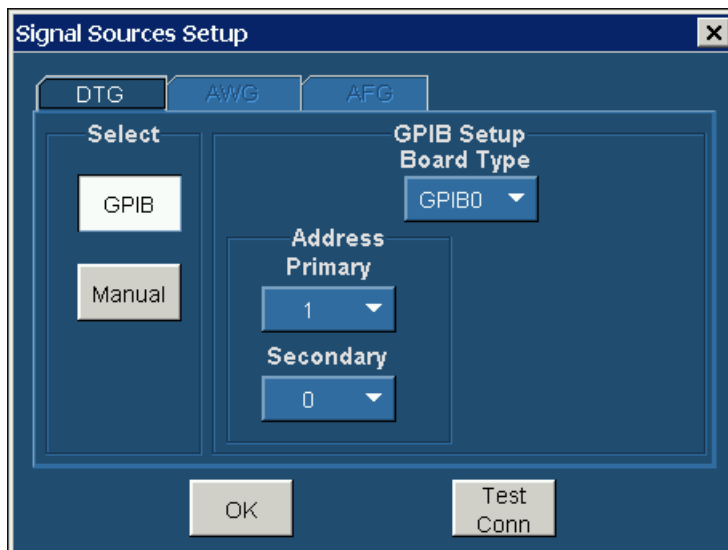 Signal Sources Setup
DTG AWG AFG
Select
GPIB
Manual
GPIB Setup
Board Type
GPIB0
Address
Primary
1
Secondary
0
OK
Test
Conn